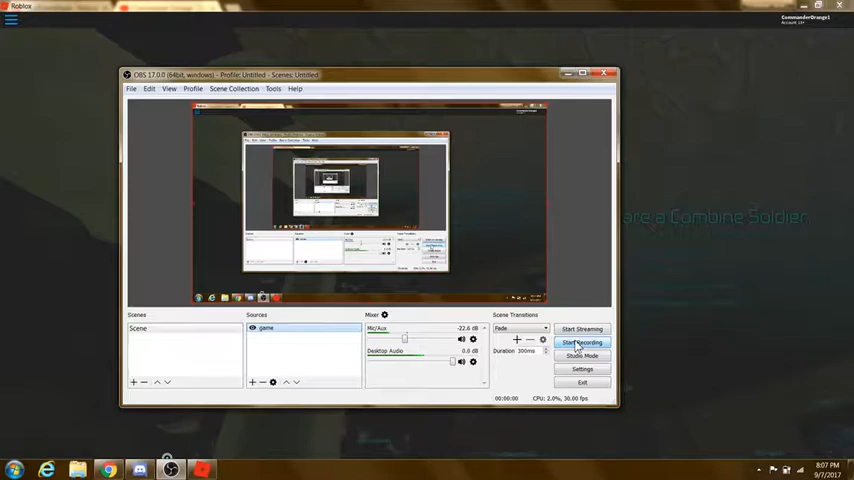 Roblox
CommanderOrange1
Account: 13+
OBS 17.0.0 (64bit, windows) - Profile: Untitled - Scenes: Untitled
File Edit View Profile Scene Collection Tools Help
are a Combine Soldier.
Scenes Sources Mixer Scene Transitions
Scene
game
Mic/Aux -22.6 dB
Desktop Audio 0.0 dB
Fade
Duration 300ms
Start Streaming
Start Recording
Studio Mode
Settings
Exit
00:00:00 CPU: 2.0%, 30.00 fps
8:07 PM
9/7/2017